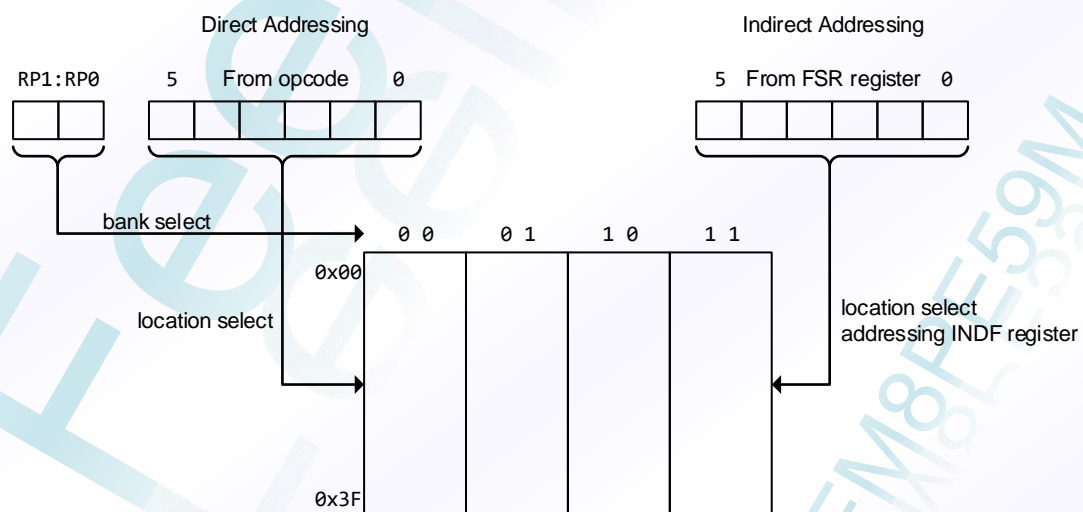 Direct Addressing
Indirect Addressing
RP1:RP0
5 From opcode 0
5 From FSR register 0
bank select
0 0
0 1
1 0
1 1
0x00
location select
location select
addressing INDF register
0x3F
FM8PE59M